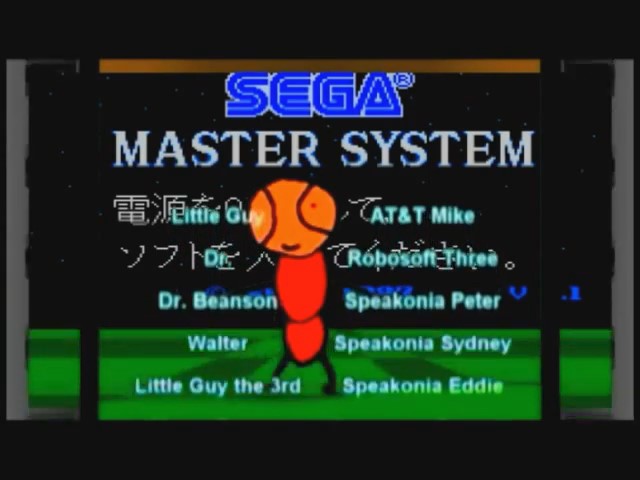 SEGA®
MASTER SYSTEM
電源を て、
Little Guy AT&T Mike
ソフトを入 てください。
Dr. Robosoft Three
Dr. Beanson Speakonia Peter
Walter Speakonia Sydney
Little Guy the 3rd Speakonia Eddie